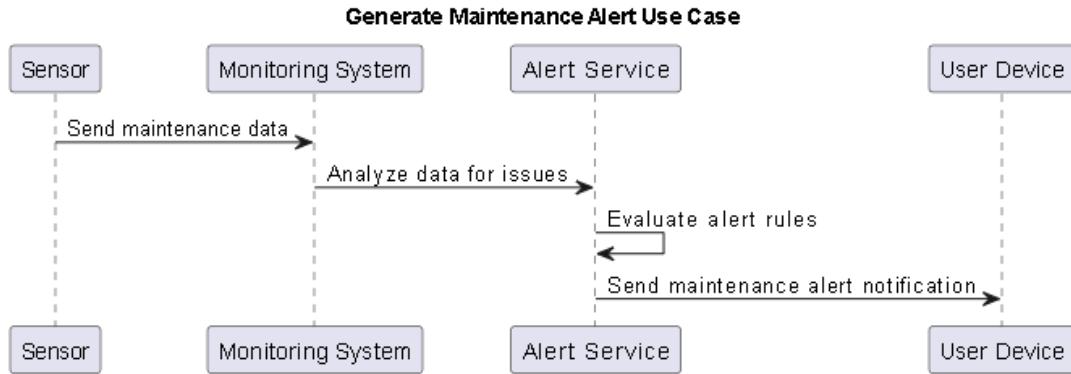 Generate Maintenance Alert Use Case
Sensor
Monitoring System
Alert Service
User Device
Send maintenance data
Analyze data for issues
Evaluate alert rules
Send maintenance alert notification
Sensor
Monitoring System
Alert Service
User Device